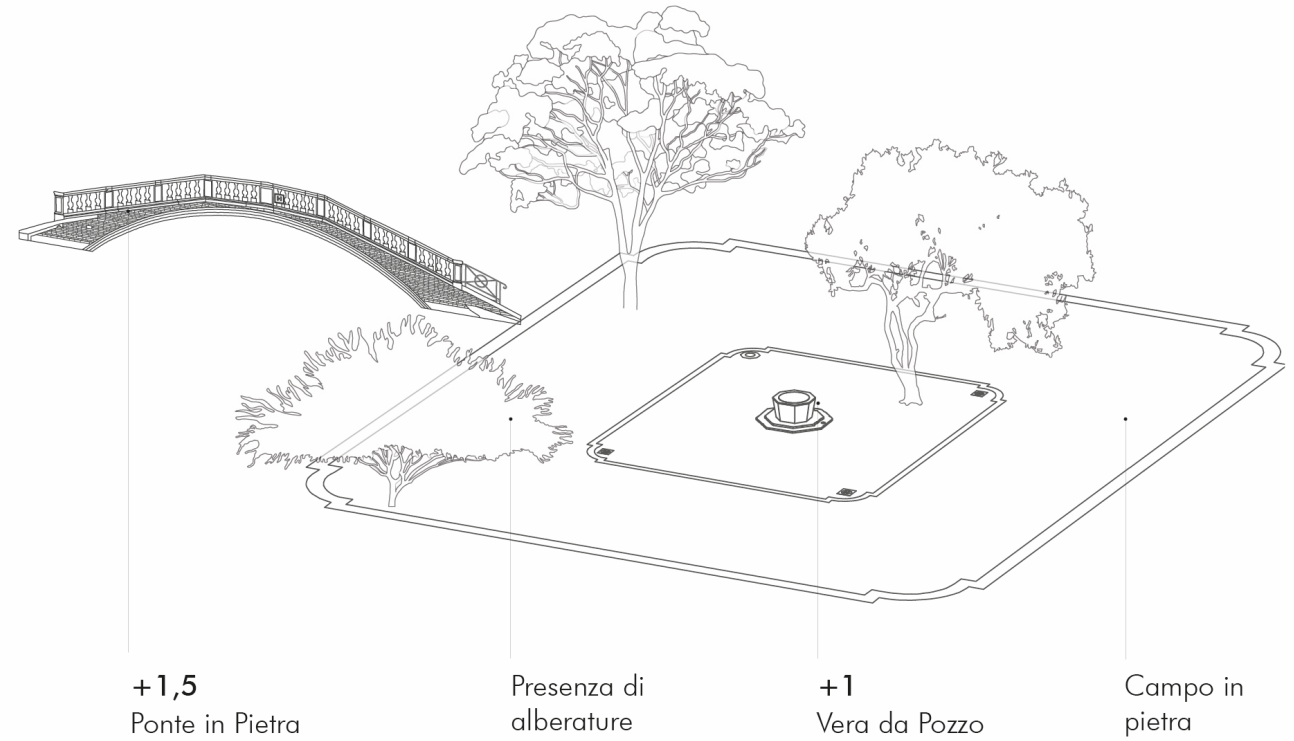 +1,5
Ponte in Pietra
Presenza di
alberature
+1
Vera da Pozzo
Campo in
pietra